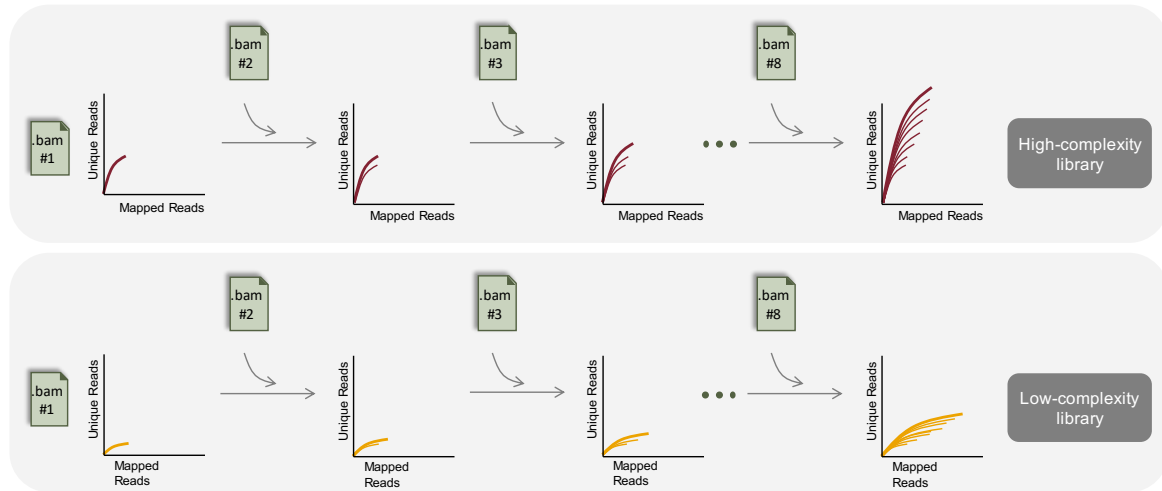 .bam
#2
.bam
#3
.bam
#8
.bam
#1
Unique Reads
Mapped Reads
Unique Reads
Mapped Reads
Unique Reads
Mapped Reads
Unique Reads
Mapped Reads
High-complexity
library
.bam
#2
.bam
#3
.bam
#8
.bam
#1
Unique Reads
Mapped
Reads
Unique Reads
Mapped
Reads
Unique Reads
Mapped
Reads
Unique Reads
Mapped
Reads
Low-complexity
library